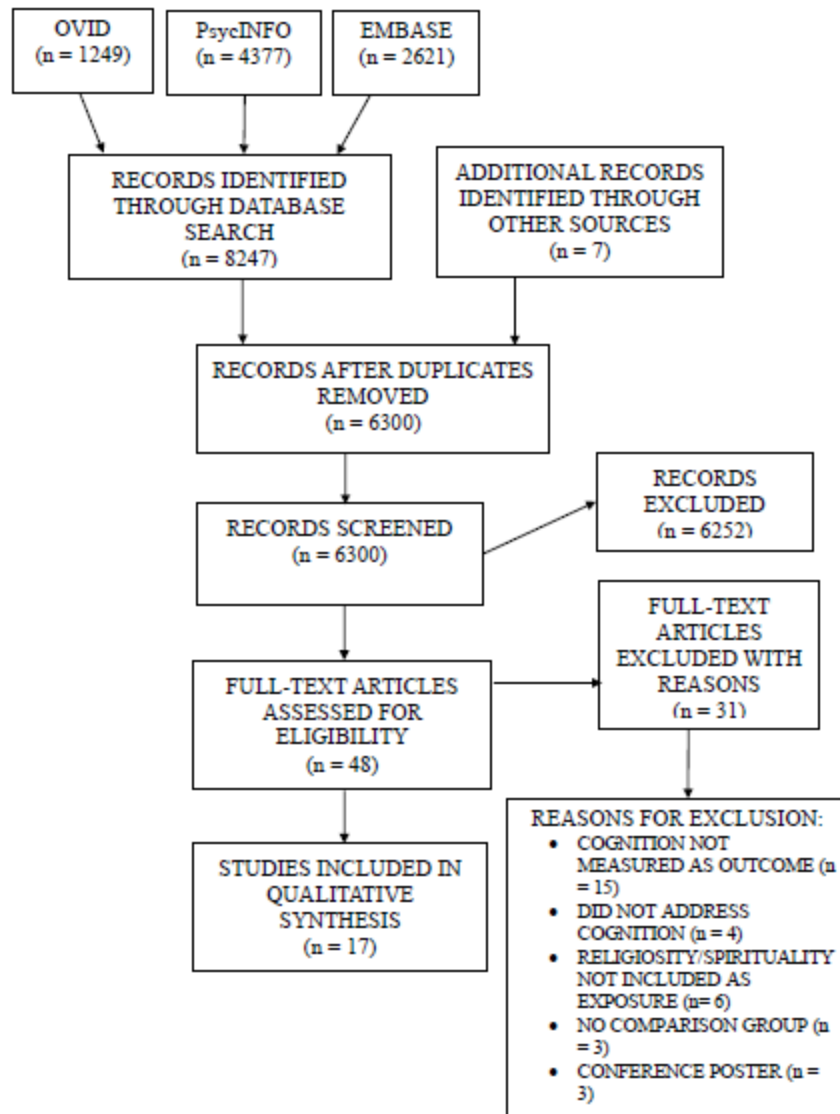 OVID
(n = 1249)
PsycINFO
(n = 4377)
EMBASE
(n = 2621)
RECORDS IDENTIFIED
THROUGH DATABASE
SEARCH
(n = 8247)
ADDITIONAL RECORDS
IDENTIFIED THROUGH
OTHER SOURCES
(n = 7)
RECORDS AFTER DUPLICATES
REMOVED
(n = 6300)
RECORDS SCREENED
(n = 6300)
RECORDS
EXCLUDED
(n = 6252)
FULL-TEXT ARTICLES
ASSESSED FOR
ELIGIBILITY
(n = 48)
FULL-TEXT
ARTICLES
EXCLUDED WITH
REASONS
(n = 31)
STUDIES INCLUDED IN
QUALITATIVE
SYNTHESIS
(n = 17)
REASONS FOR EXCLUSION:
• COGNITION NOT
MEASURED AS OUTCOME (n
= 15)
• DID NOT ADDRESS
COGNITION (n = 4)
• RELIGIOSITY/SPIRITUALITY
NOT INCLUDED AS
EXPOSURE (n= 6)
• NO COMPARISON GROUP (n
= 3)
• CONFERENCE POSTER (n =
3)